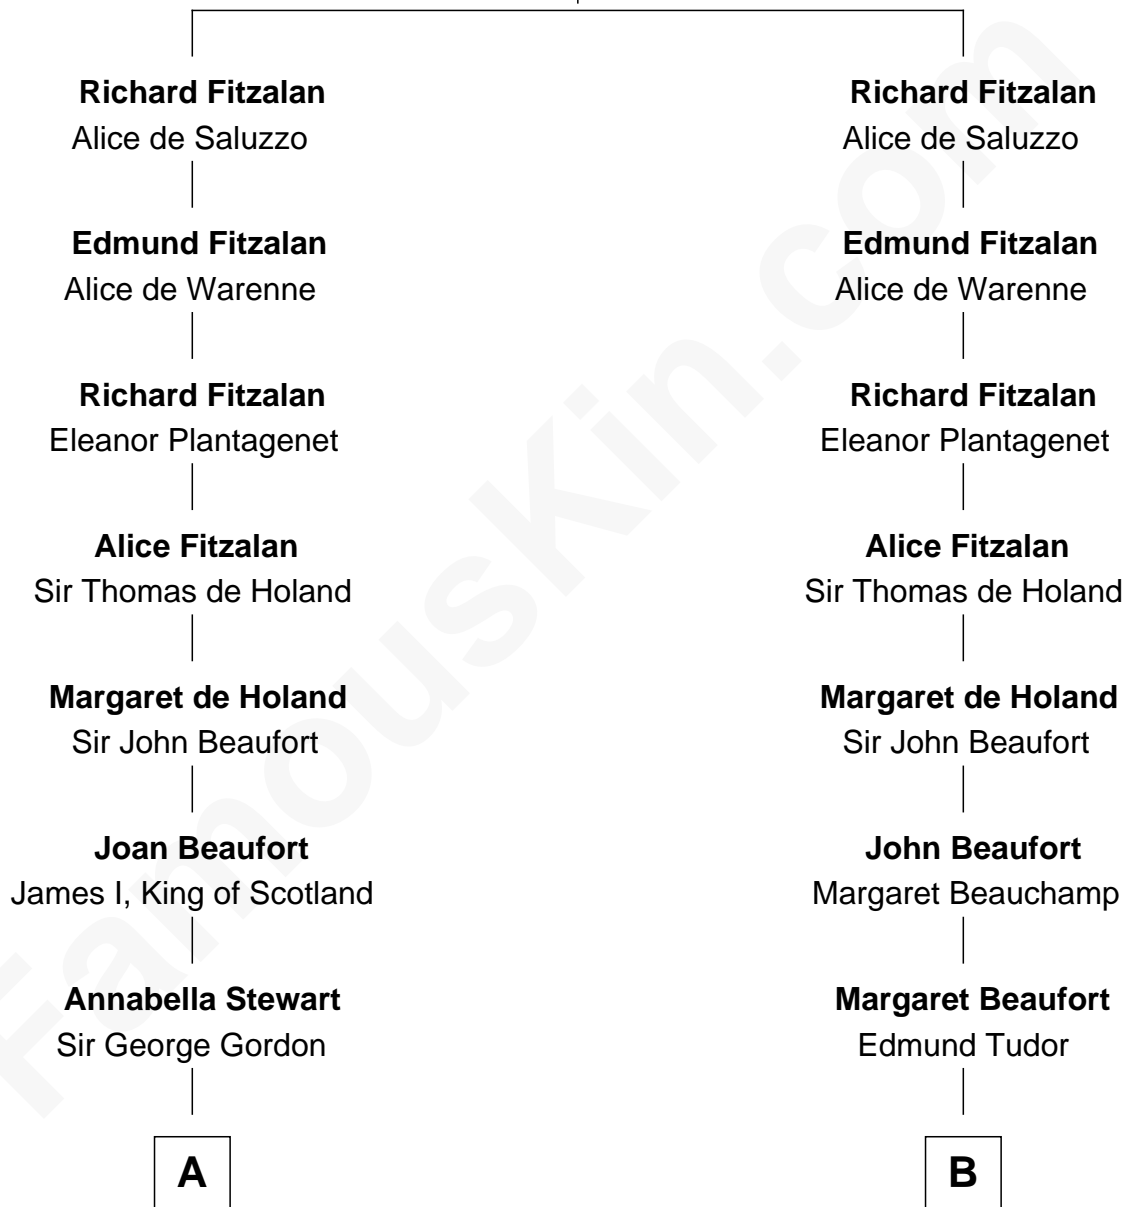 Richard Fitzalan
Alice de Saluzzo
Edmund Fitzalan
Alice de Warenne
Richard Fitzalan
Eleanor Plantagenet
Alice Fitzalan
Sir Thomas de Holand
Margaret de Holand
Sir John Beaufort
Joan Beaufort
James I, King of Scotland
Annabella Stewart
Sir George Gordon
A
Richard Fitzalan
Alice de Saluzzo
Edmund Fitzalan
Alice de Warenne
Richard Fitzalan
Eleanor Plantagenet
Alice Fitzalan
Sir Thomas de Holand
Margaret de Holand
Sir John Beaufort
John Beaufort
Margaret Beauchamp
Margaret Beaufort
Edmund Tudor
B
FamousKin.com